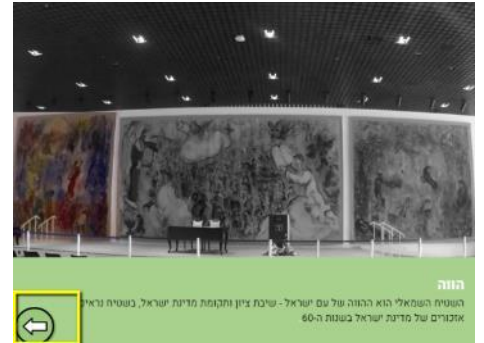 הווה
השטיח השמאלי הוא ההווה של עם ישראל - שיבת ציון ותקומת מדינת ישראל, בשטיח נראים
אזכורים של מדינת ישראל בשנות ה-60